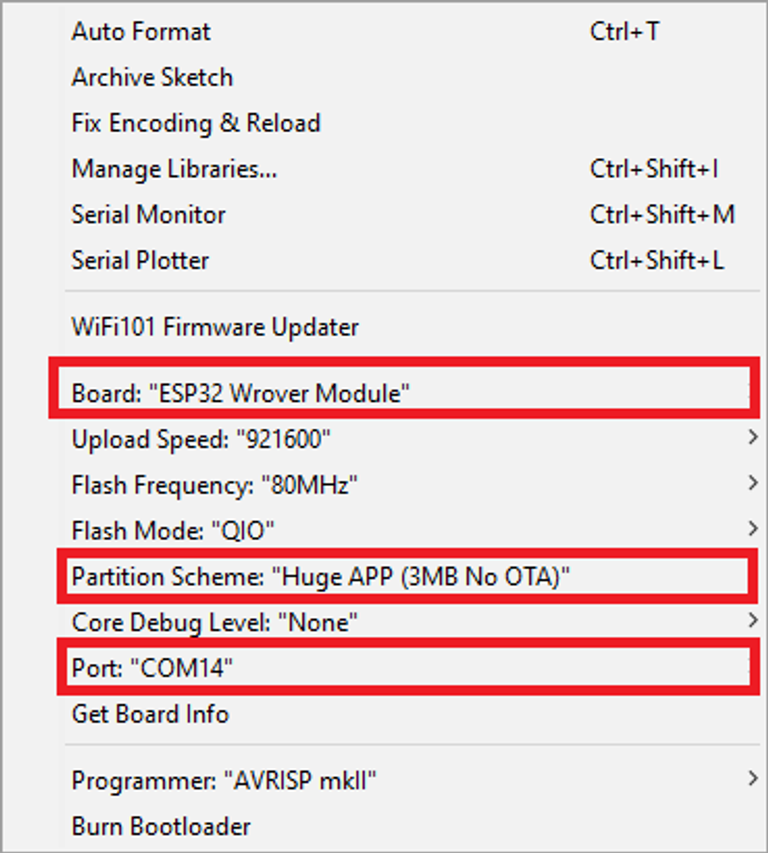 Auto Format Ctrl+T
Archive Sketch
Fix Encoding & Reload
Manage Libraries... Ctrl+Shift+I
Serial Monitor Ctrl+Shift+M
Serial Plotter Ctrl+Shift+L
WiFi101 Firmware Updater
Board: "ESP32 Wrover Module"
Upload Speed: "921600"
Flash Frequency: "80MHz"
Flash Mode: "QIO"
Partition Scheme: "Huge APP (3MB No OTA)"
Core Debug Level: "None"
Port: "COM14"
Get Board Info
Programmer: "AVRISP mkII"
Burn Bootloader